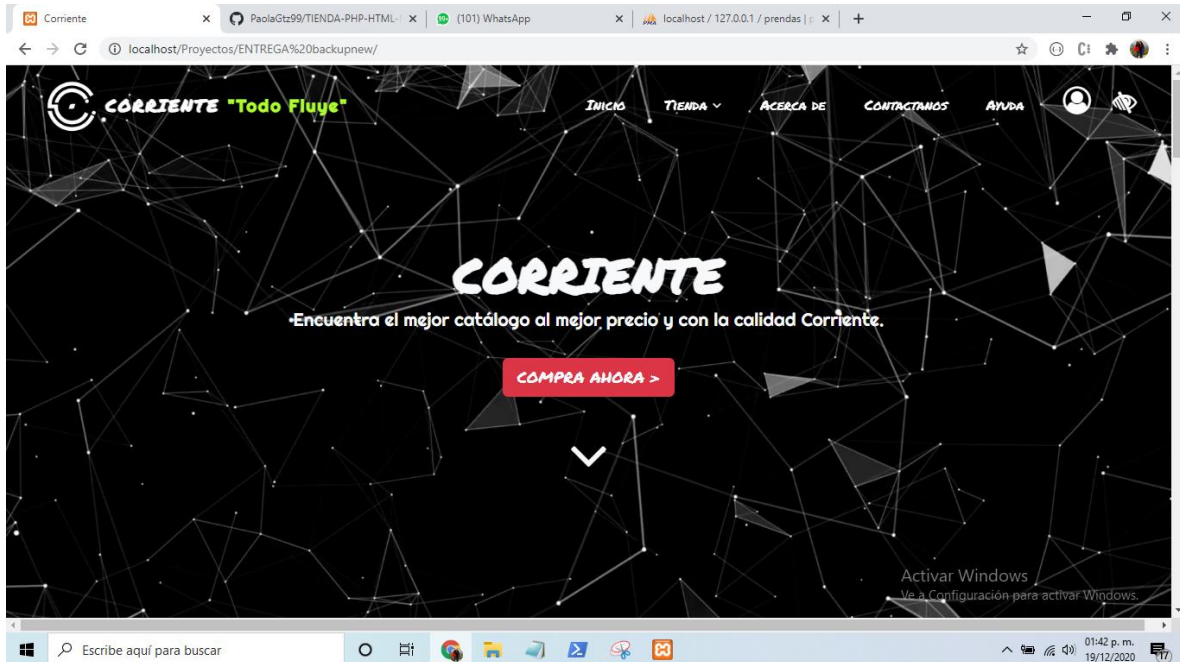 Corriente
PaolaGtz99/TIENDA-PHP-HTML-
(101) WhatsApp
localhost / 127.0.0.1 / prendas |
localhost/Proyectos/ENTREGA%20backupnew/
CORRIENTE "Todo Fluye"
Inicio
Tienda
Acerca de
Contactanos
Ayuda
CORRIENTE
Encuentra el mejor catálogo al mejor precio y con la calidad Corriente.
COMPRA AHORA >
Activar Windows
Ve a Configuración para activar Windows.
Escribe aquí para buscar
01:42 p. m.
19/12/2020
17